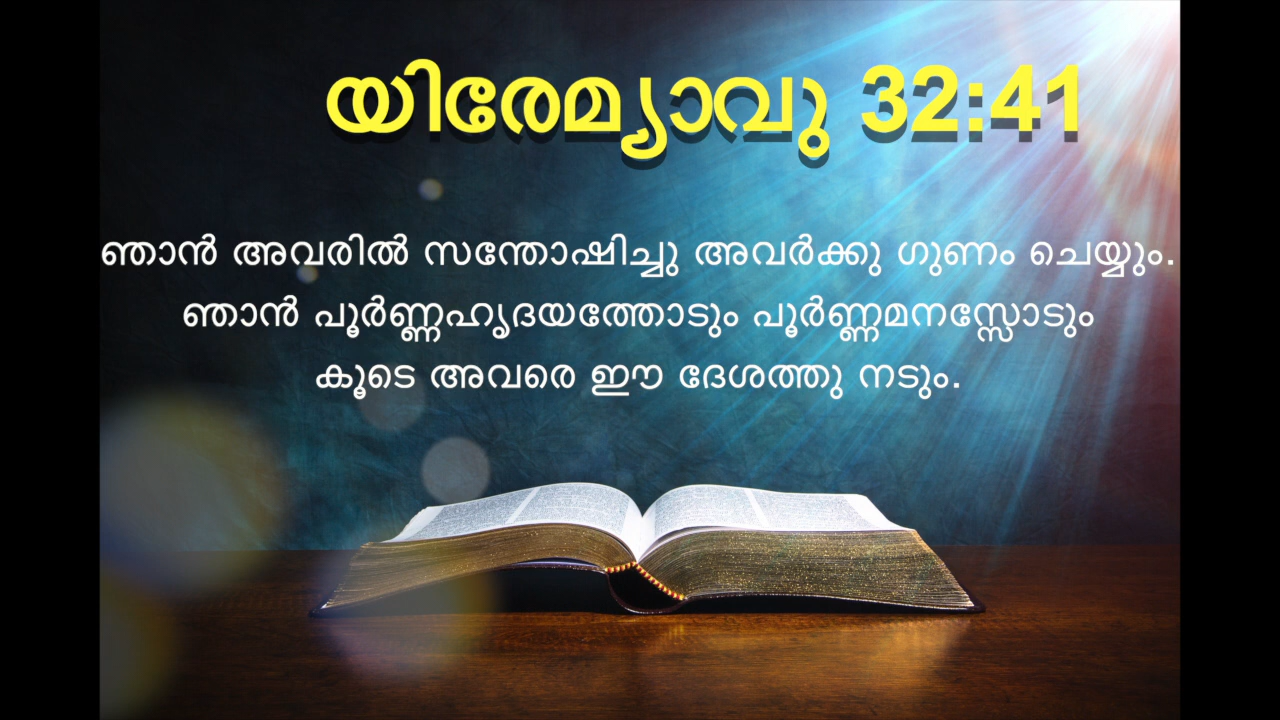 യിരേമ്യാവു 32:41
ഞാൻ അവരിൽ സന്തോഷിച്ചു അവർക്കു ഗുണം ചെയ്യും.
ഞാൻ പൂർണ്ണഹൃദയത്തോടും പൂർണ്ണമനസ്സോടും
കൂടെ അവരെ ഈ ദേശത്തു നടും.